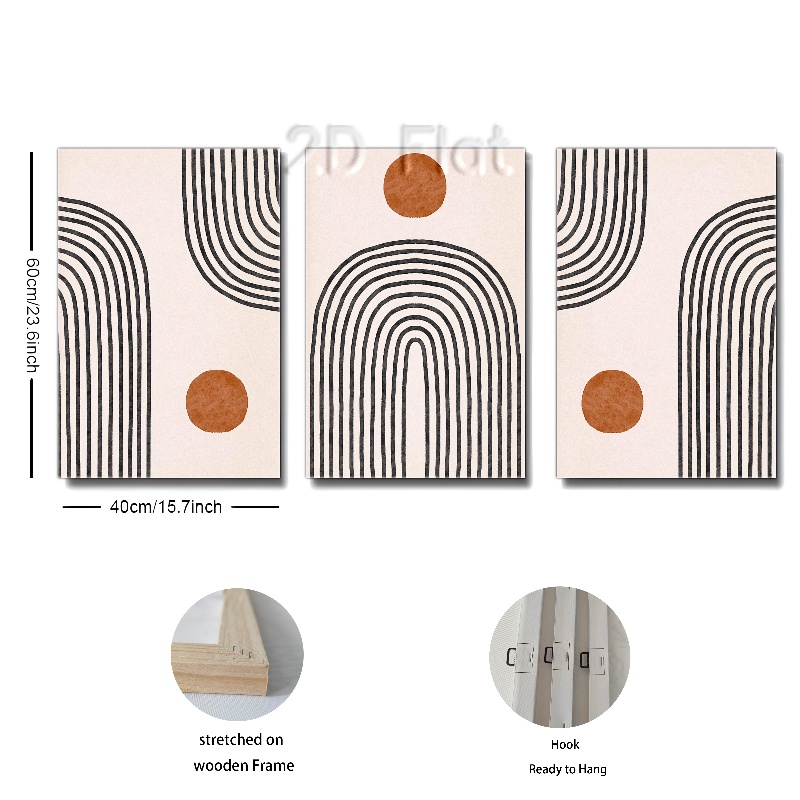 2D Flat
60cm/23.6inch
40cm/15.7inch
stretched on
wooden Frame
Hook
Ready to Hang